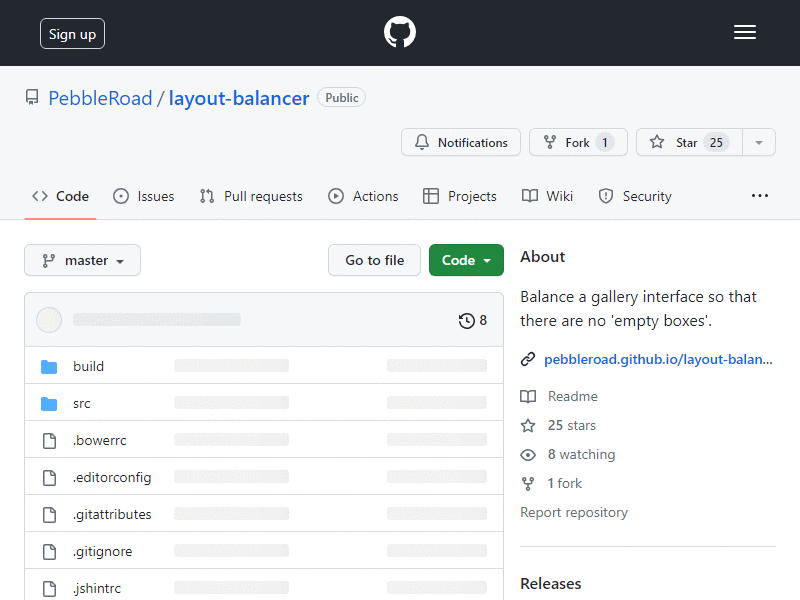 Sign up
PebbleRoad / layout-balancer Public
Notifications Fork 1 Star 25
Code Issues Pull requests Actions Projects Wiki Security
master Go to file Code
8
build
src
.bowerrc
.editorconfig
.gitattributes
.gitignore
.jshintrc
About
Balance a gallery interface so that
there are no 'empty boxes'.
pebbleroad.github.io/layout-balan...
Readme
25 stars
8 watching
1 fork
Report repository
Releases